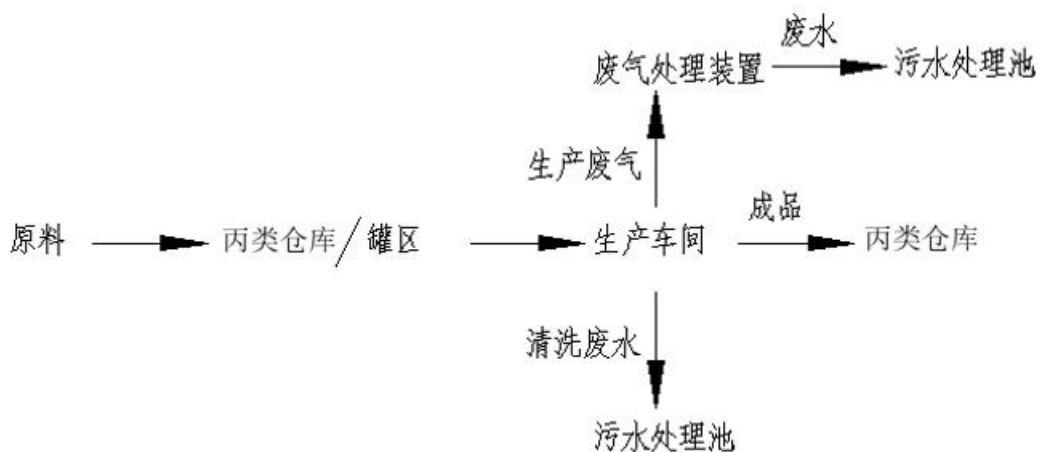 废水
废气处理装置
污水处理池
生产废气
成品
原料
丙类仓库/罐区
生产车间
丙类仓库
清洗废水
污水处理池